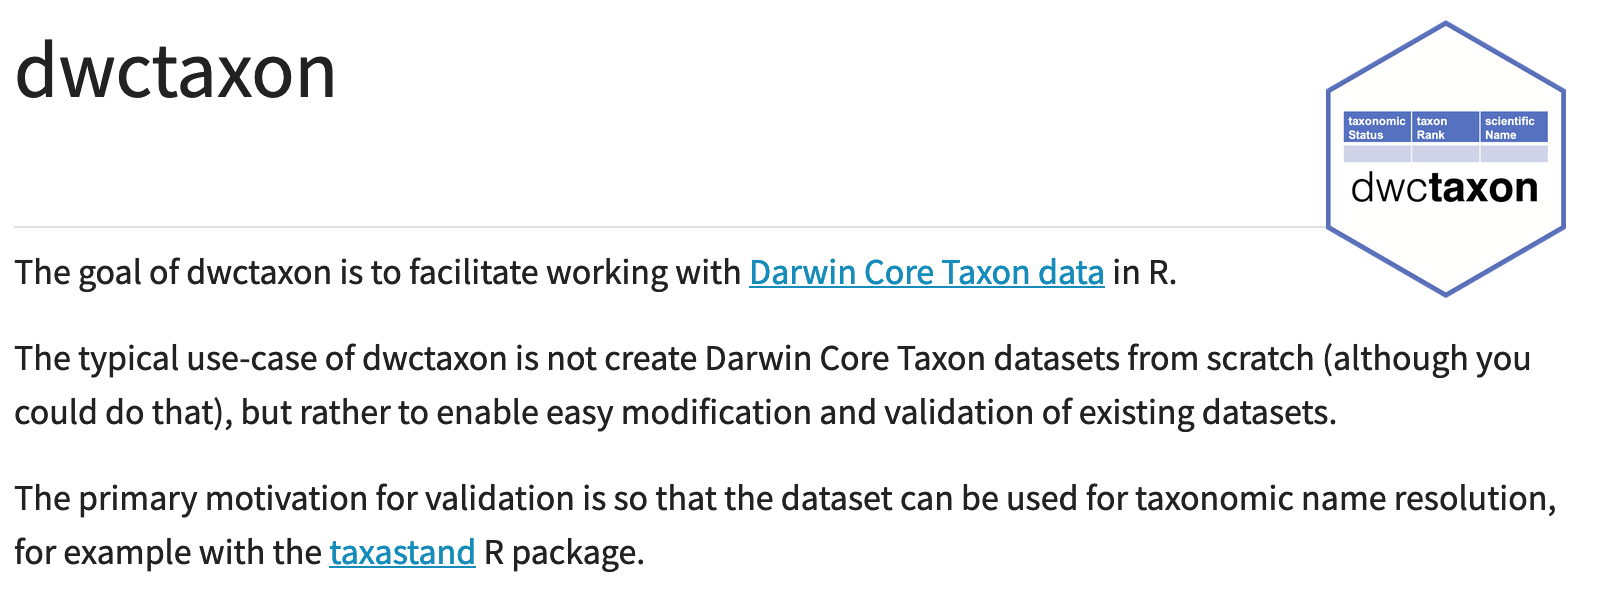 dwctaxon
taxonomic Status
taxon Rank
scientific Name
dwctaxon
The goal of dwctaxon is to facilitate working with Darwin Core Taxon data in R.
The typical use-case of dwctaxon is not create Darwin Core Taxon datasets from scratch (although you
could do that), but rather to enable easy modification and validation of existing datasets.
The primary motivation for validation is so that the dataset can be used for taxonomic name resolution,
for example with the taxastand R package.